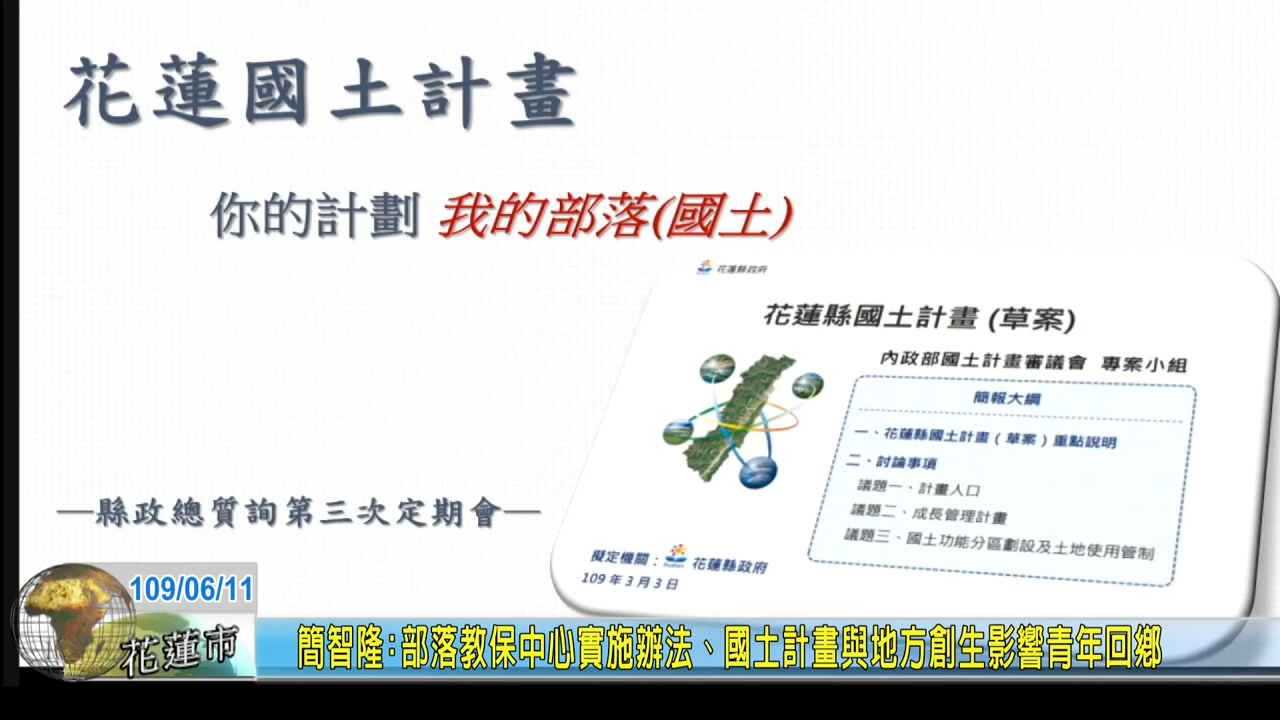 花蓮國土計畫
你的計劃 我的部落(國土)
花蓮縣政府
花蓮縣國土計畫 (草案)
內政部國土計畫審議會 專案小組
簡報大綱
一、花蓮縣國土計畫（草案）重點說明
二、討論事項
議題一、計畫人口
議題二、成長管理計畫
議題三、國土功能分區劃設及土地使用管制
擬定機關：花蓮縣政府
109 年 3 月 3 日
—縣政總質詢第三次定期會—
109/06/11
花蓮市
簡智隆:部落教保中心實施辦法、國土計畫與地方創生影響青年回鄉